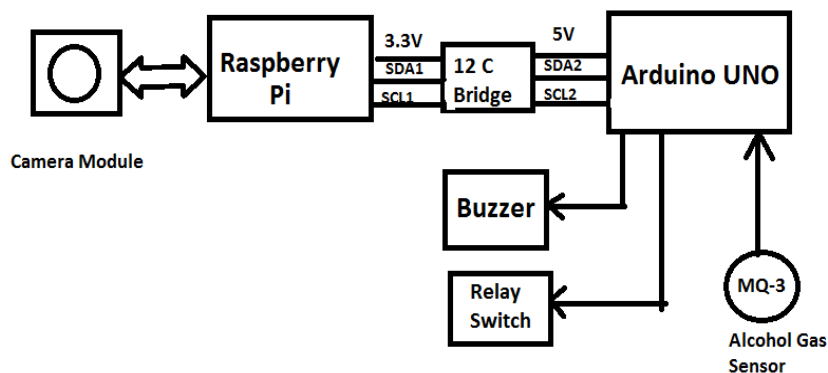 Raspberry
Pi
3.3V
SDA1
SCL1
12 C
Bridge
5V
SDA2
SCL2
Arduino UNO
Camera Module
Buzzer
Relay
Switch
MQ-3
Alcohol Gas
Sensor